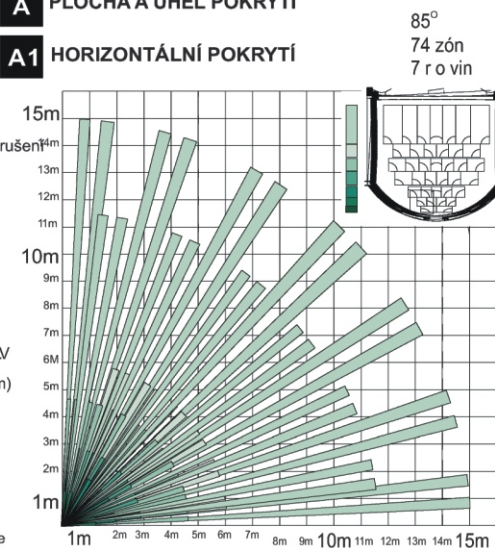 A PLOCHA A ÚHEL POKRYTÍ
A1 HORIZONTÁLNÍ POKRYTÍ
85°
74 zón
7 r o vin
15m
rušení
14m
13m
12m
11m
10m
9m
8m
7m
6M
5m
4m
3m
2m
1m
V
m)
e
1m 2m 3m 4m 5m 6m 7m 8m 9m 10m 11m 12m 13m 14m 15m